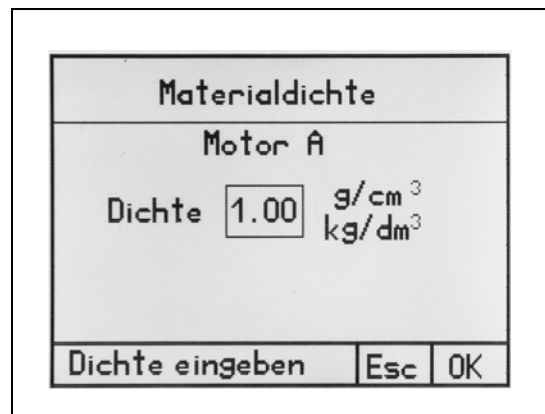 Materialdichte
Motor A
Dichte 1.00 g/cm³
kg/dm³
Dichte eingeben Esc OK